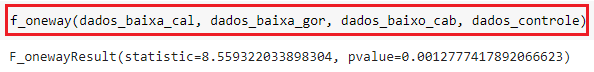 f_oneway(dados_baixa_cal, dados_baixa_gor, dados_baixo_cab, dados_controle)
F_onewayResult(statistic=8.559322033898304, pvalue=0.0012777417892066623)